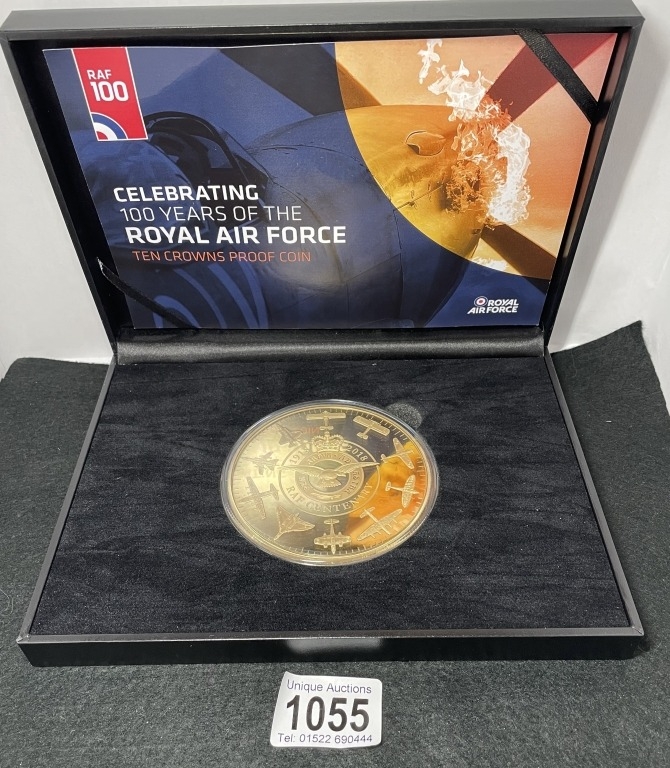 RAF
100
CELEBRATING
100 YEARS OF THE
ROYAL AIR FORCE
TEN CROWNS PROOF COIN
ROYAL
AIR FORCE
2018
RAF CENTENARY
Unique Auctions
1055
Tel: 01522 690444